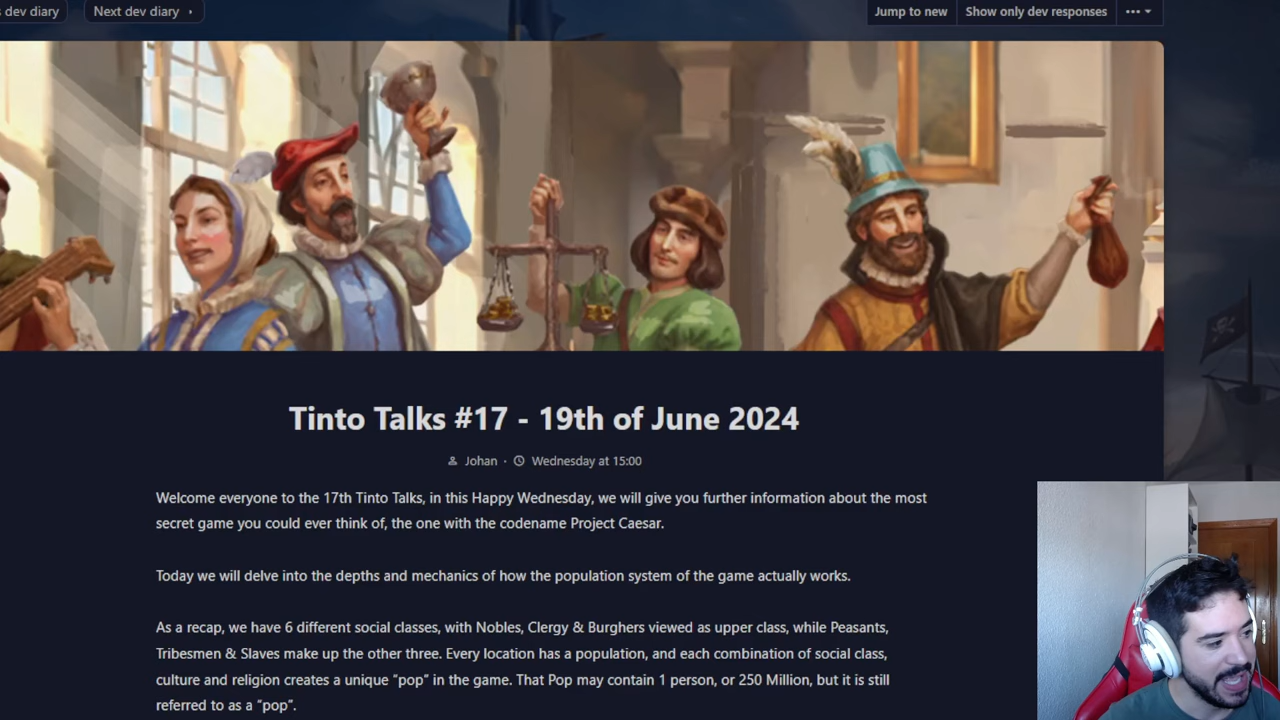 s dev diary
Next dev diary
Jump to new
Show only dev responses
Tinto Talks #17 - 19th of June 2024
Johan · Wednesday at 15:00
Welcome everyone to the 17th Tinto Talks, in this Happy Wednesday, we will give you further information about the most
secret game you could ever think of, the one with the codename Project Caesar.
Today we will delve into the depths and mechanics of how the population system of the game actually works.
As a recap, we have 6 different social classes, with Nobles, Clergy & Burghers viewed as upper class, while Peasants,
Tribesmen & Slaves make up the other three. Every location has a population, and each combination of social class,
culture and religion creates a unique “pop” in the game. That Pop may contain 1 person, or 250 Million, but it is still
referred to as a “pop”.